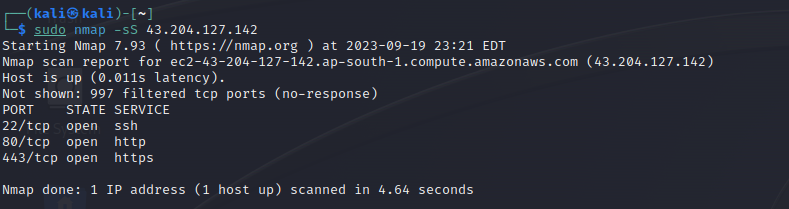 ┌──(kali㉿kali)-[~]
└─$ sudo nmap -sS 43.204.127.142
Starting Nmap 7.93 ( https://nmap.org ) at 2023-09-19 23:21 EDT
Nmap scan report for ec2-43-204-127-142.ap-south-1.compute.amazonaws.com (43.204.127.142)
Host is up (0.011s latency).
Not shown: 997 filtered tcp ports (no-response)
PORT    STATE SERVICE
22/tcp  open  ssh
80/tcp  open  http
443/tcp open  https
Nmap done: 1 IP address (1 host up) scanned in 4.64 seconds